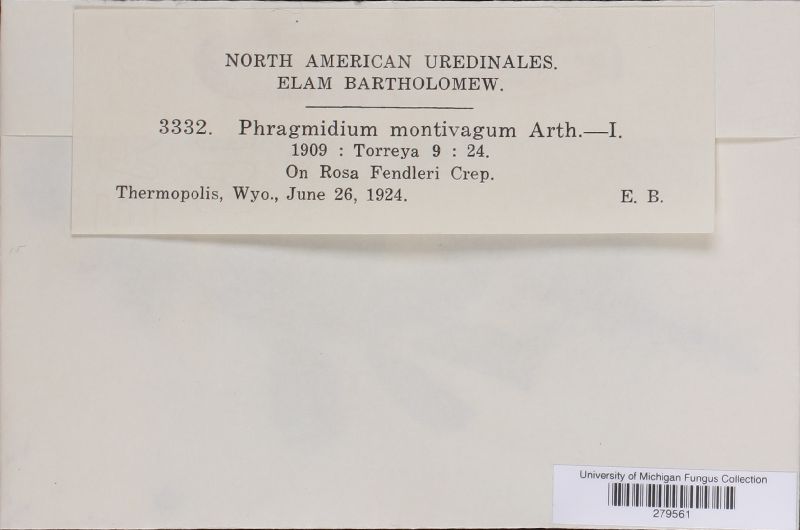 NORTH AMERICAN UREDINALES.
ELAM BARTHOLOMEW.
3332. Phragmidium montivagum Arth.—I.
1909 : Torreya 9 : 24.
On Rosa Fendleri Crep.
Thermopolis, Wyo., June 26, 1924. E. B.
University of Michigan Fungus Collection
279561